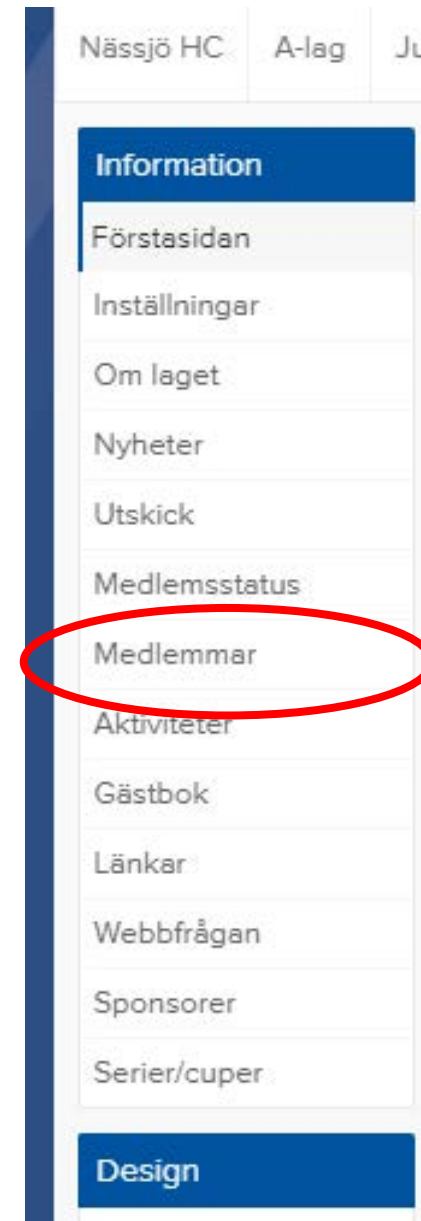 Nässjö HC A-lag
Information
Förstasidan
Inställningar
Om laget
Nyheter
Utskick
Medlemsstatus
Medlemmar
Aktiviteter
Gästbok
Länkar
Webbfrågan
Sponsorer
Serier/cuper
Design